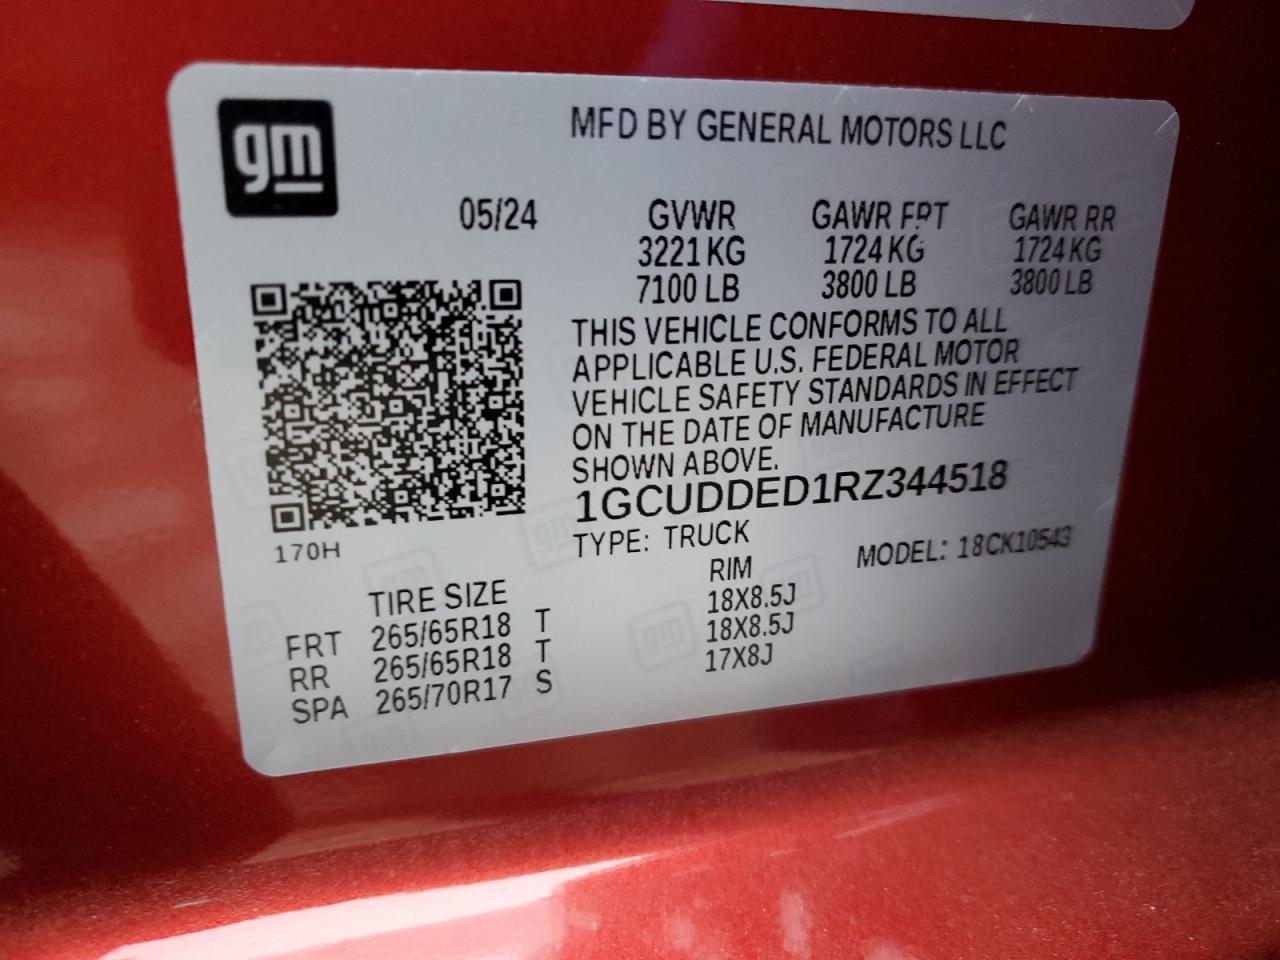 gm
MFD BY GENERAL MOTORS LLC
05/24 GVWR GAWR FRT GAWR RR
3221 KG 1724 KG 1724 KG
7100 LB 3800 LB 3800 LB
THIS VEHICLE CONFORMS TO ALL
APPLICABLE U.S. FEDERAL MOTOR
VEHICLE SAFETY STANDARDS IN EFFECT
ON THE DATE OF MANUFACTURE
SHOWN ABOVE.
1GCUDDED1RZ344518
170H
TYPE: TRUCK MODEL: 18CK10543
TIRE SIZE RIM
FRT 265/65R18 T 18X8.5J
RR 265/65R18 T 18X8.5J
SPA 265/70R17 S 17X8J